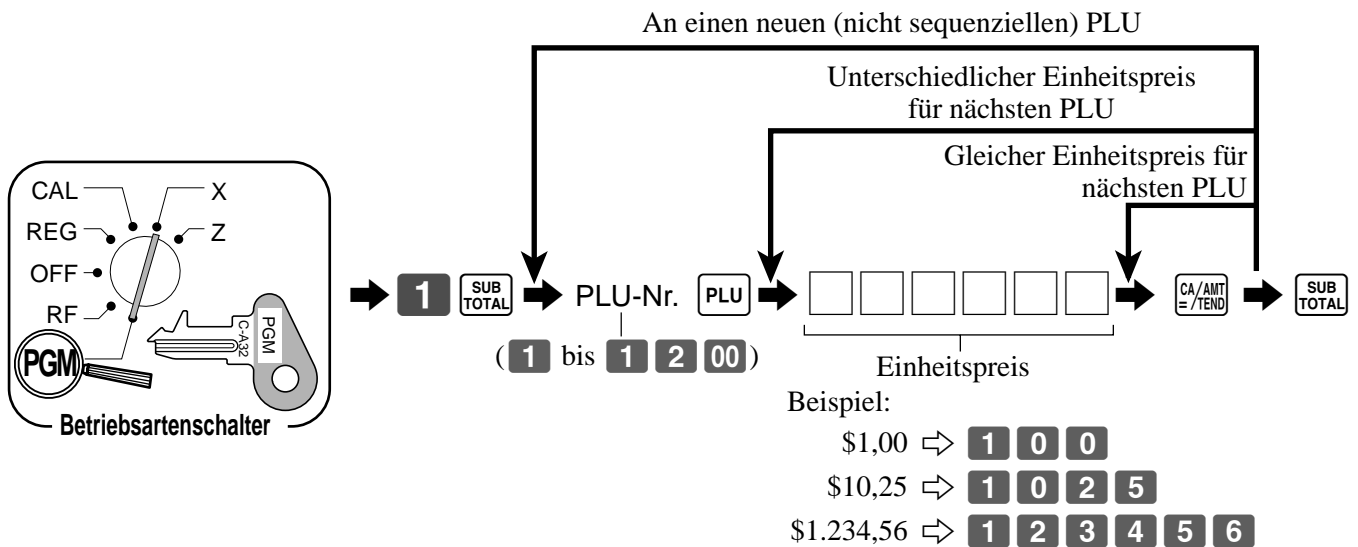 An einen neuen (nicht sequenziellen) PLU
Unterschiedlicher Einheitspreis
für nächsten PLU
Gleicher Einheitspreis für
nächsten PLU
CAL X
REG Z
OFF
RF
PGM
PGM
C-A32
Betriebsartenschalter
1 SUB TOTAL PLU-Nr. PLU CA/AMT =/TEND SUB TOTAL
(1 bis 1 2 00)
Einheitspreis
Beispiel:
$1,00 ⇨ 1 0 0
$10,25 ⇨ 1 0 2 5
$1.234,56 ⇨ 1 2 3 4 5 6